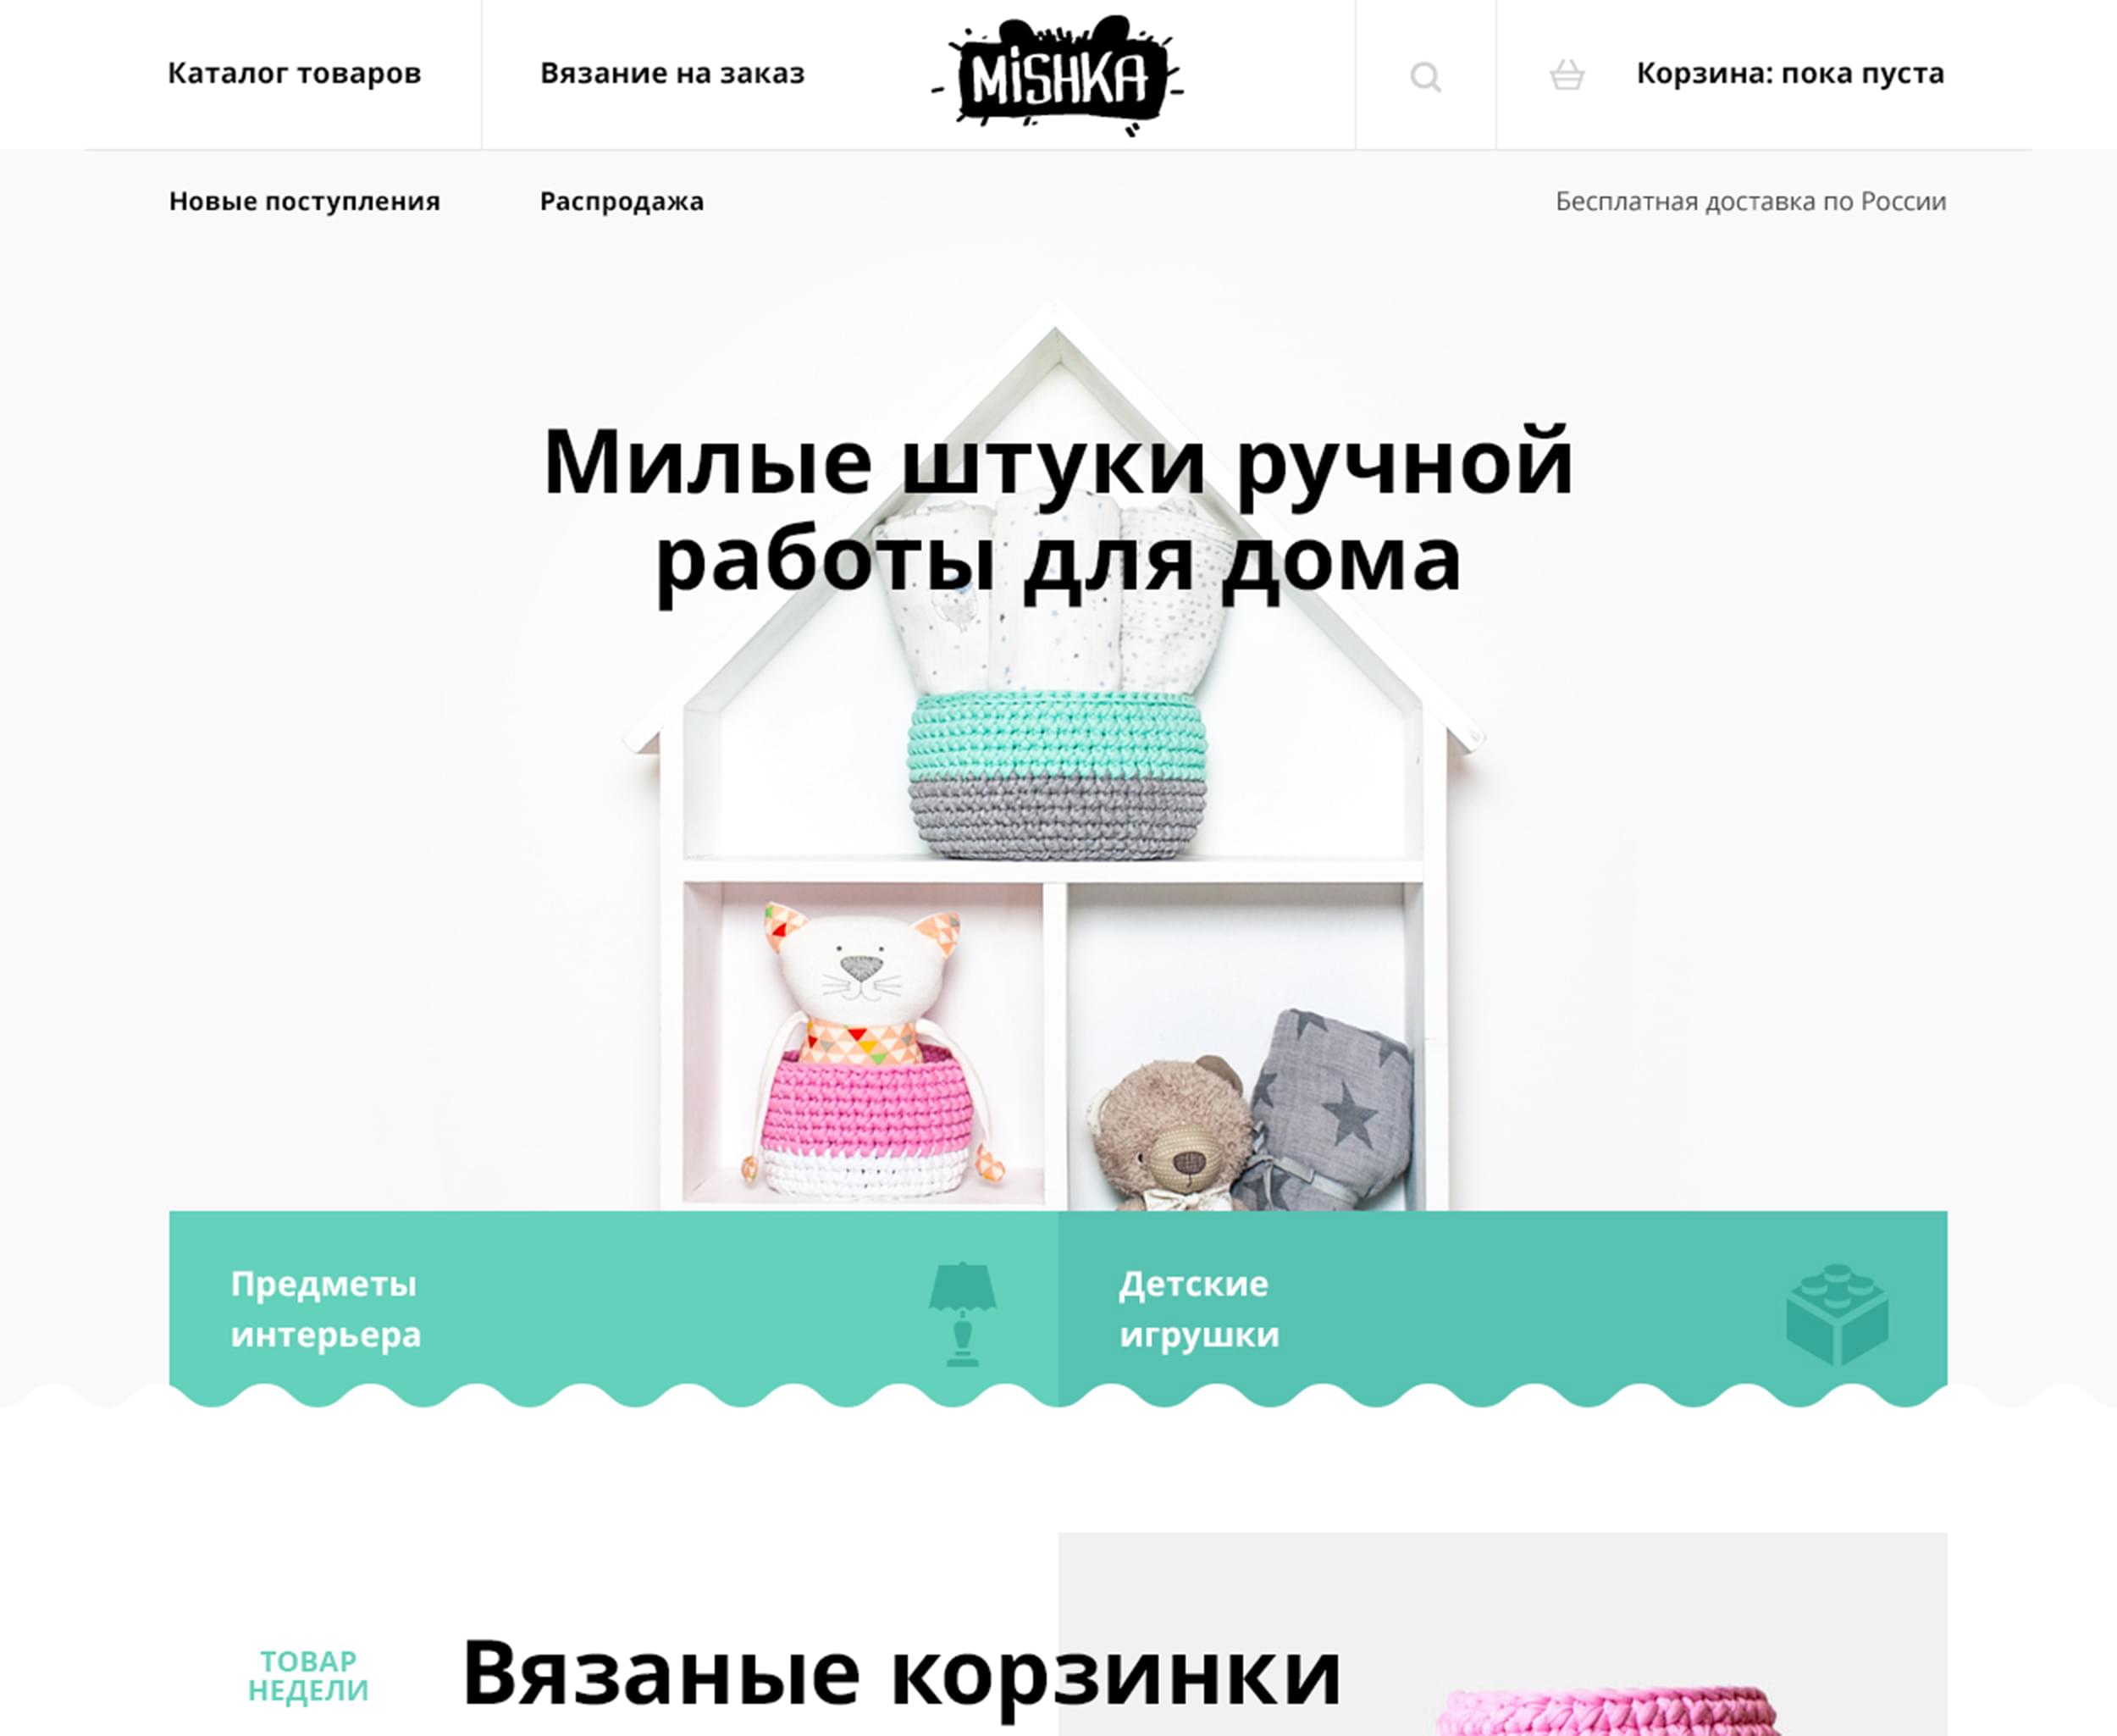 Каталог товаров
Вязание на заказ
MiSHKA
Корзина: пока пуста
Новые поступления
Распродажа
Бесплатная доставка по России
Милые штуки ручной
работы для дома
Предметы
интерьера
Детские
игрушки
ТОВАР
НЕДЕЛИ
Вязаные корзинки